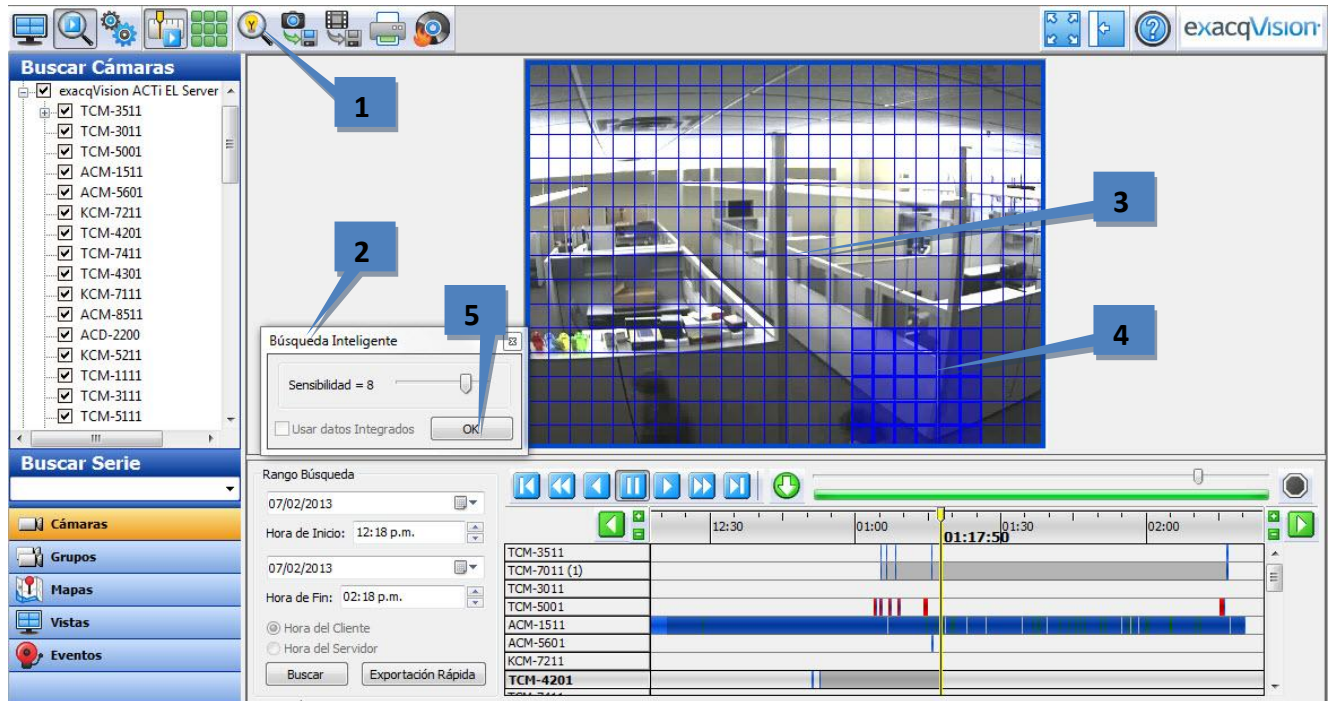 exacqVision
1
2
3
4
5
Buscar Cámaras
exacqVision ACTi EL Server
TCM-3511
TCM-3011
TCM-5001
ACM-1511
ACM-5601
KCM-7211
TCM-4201
TCM-7411
TCM-4301
KCM-7111
ACM-8511
ACD-2200
KCM-5211
TCM-1111
TCM-3111
TCM-5111
Búsqueda Inteligente
Sensibilidad = 8
Usar datos Integrados
OK
Buscar Serie
Cámaras
Grupos
Mapas
Vistas
Eventos
Rango Búsqueda
07/02/2013
Hora de Inicio: 12:18 p.m.
07/02/2013
Hora de Fin: 02:18 p.m.
Hora del Cliente
Hora del Servidor
Buscar Exportación Rápida
12:30 01:00 01:30 02:00
01:17:50
TCM-3511
TCM-7011 (1)
TCM-3011
TCM-5001
ACM-1511
ACM-5601
KCM-7211
TCM-4201